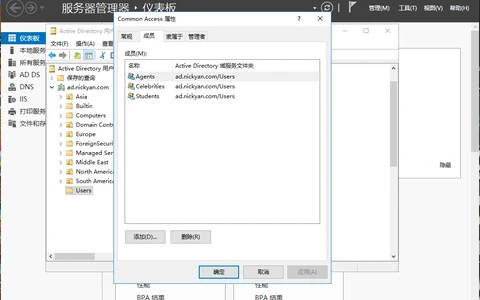 服务器管理器 · 仪表板
管理(M)
工具(T)
视图(V)
帮助(H)
仪表板
本地服务
所有服务
AD DS
DNS
IIS
打印服务
文件和存
Active Directory 用户
文件(F)
操作(A)
查看
Active Directory 用户
保存的查询
ad.nickyan.com
Asia
Builtin
Computers
Domain Contr
Europe
ForeignSecuri
Managed Ser
Middle East
North America
South America
Users
Common Access 属性
常规
成员
隶属于
管理者
成员(M):
名称
Active Directory 域服务文件夹
Agents
ad.nickyan.com/Users
Celebrities
ad.nickyan.com/Users
Students
ad.nickyan.com/Users
添加(D)...
删除(R)
确定
取消
应用(A)
隐藏
性能
BPA 结果
性能
BPA 结果